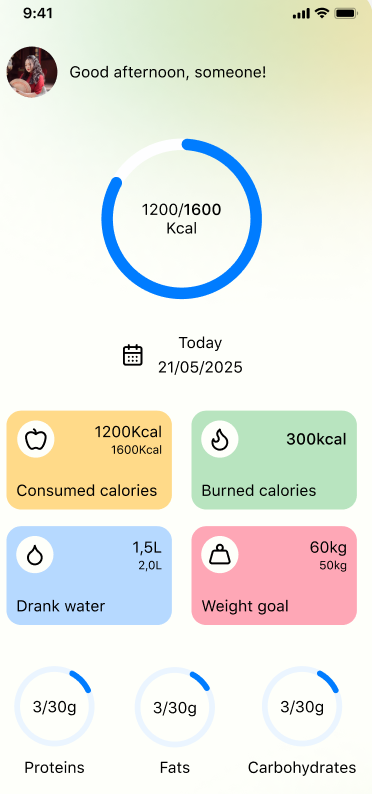 9:41
Good afternoon, someone!
1200/1600
Kcal
Today
21/05/2025
1200Kcal
1600Kcal
Consumed calories
300kcal
Burned calories
1,5L
2,0L
Drank water
60kg
50kg
Weight goal
3/30g
Proteins
3/30g
Fats
3/30g
Carbohydrates